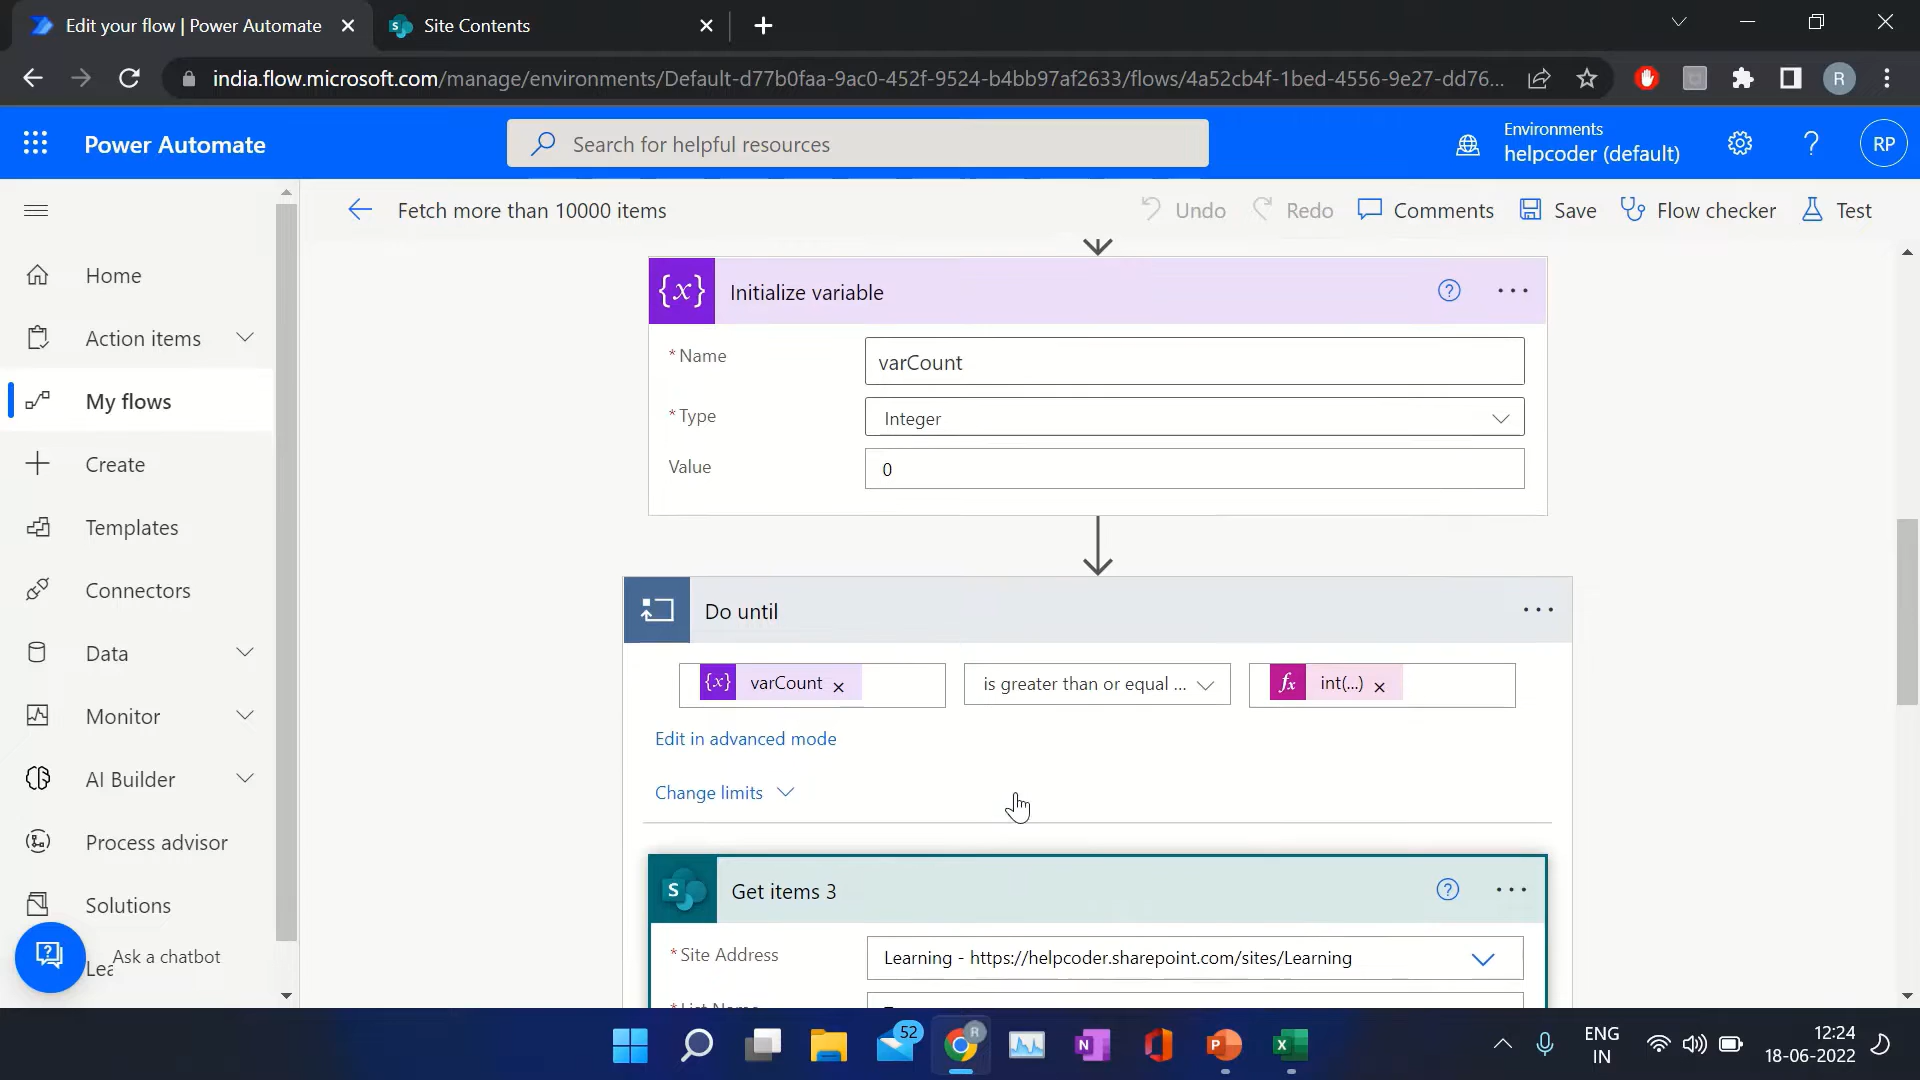 Edit your flow | Power Automate
Site Contents
india.flow.microsoft.com/manage/environments/Default-d77b0faa-9ac0-452f-9524-b4bb97af2633/flows/4a52cb4f-1bed-4556-9e27-dd76...
R
Power Automate
Search for helpful resources
Environments
helpcoder (default)
RP
Fetch more than 10000 items
Undo
Redo
Comments
Save
Flow checker
Test
Home
Action items
My flows
Create
Templates
Connectors
Data
Monitor
AI Builder
Process advisor
Solutions
Ask a chatbot
{x} Initialize variable
* Name
varCount
* Type
Integer
Value
0
Do until
{x} varCount
is greater than or equal ...
fx int(...)
Edit in advanced mode
Change limits
S Get items 3
* Site Address
Learning - https://helpcoder.sharepoint.com/sites/Learning
52
R
ENG
IN
12:24
18-06-2022